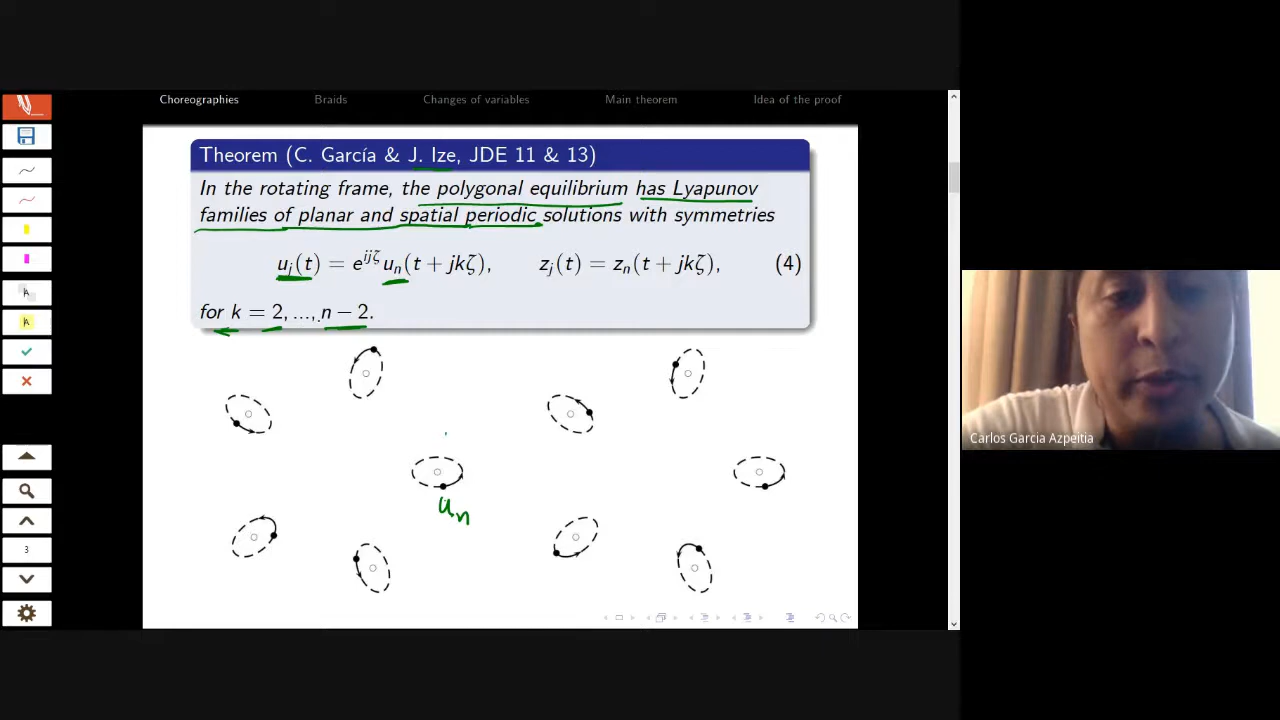 Choreographies Braids Changes of variables Main theorem Idea of the proof
Theorem (C. García & J. Ize, JDE 11 & 13)
In the rotating frame, the polygonal equilibrium has Lyapunov
families of planar and spatial periodic solutions with symmetries
u_j(t) = e^{ijζ} u_n(t + jkζ), z_j(t) = z_n(t + jkζ), (4)
for k = 2, ..., n − 2.
u_n
3
Carlos Garcia Azpeitia